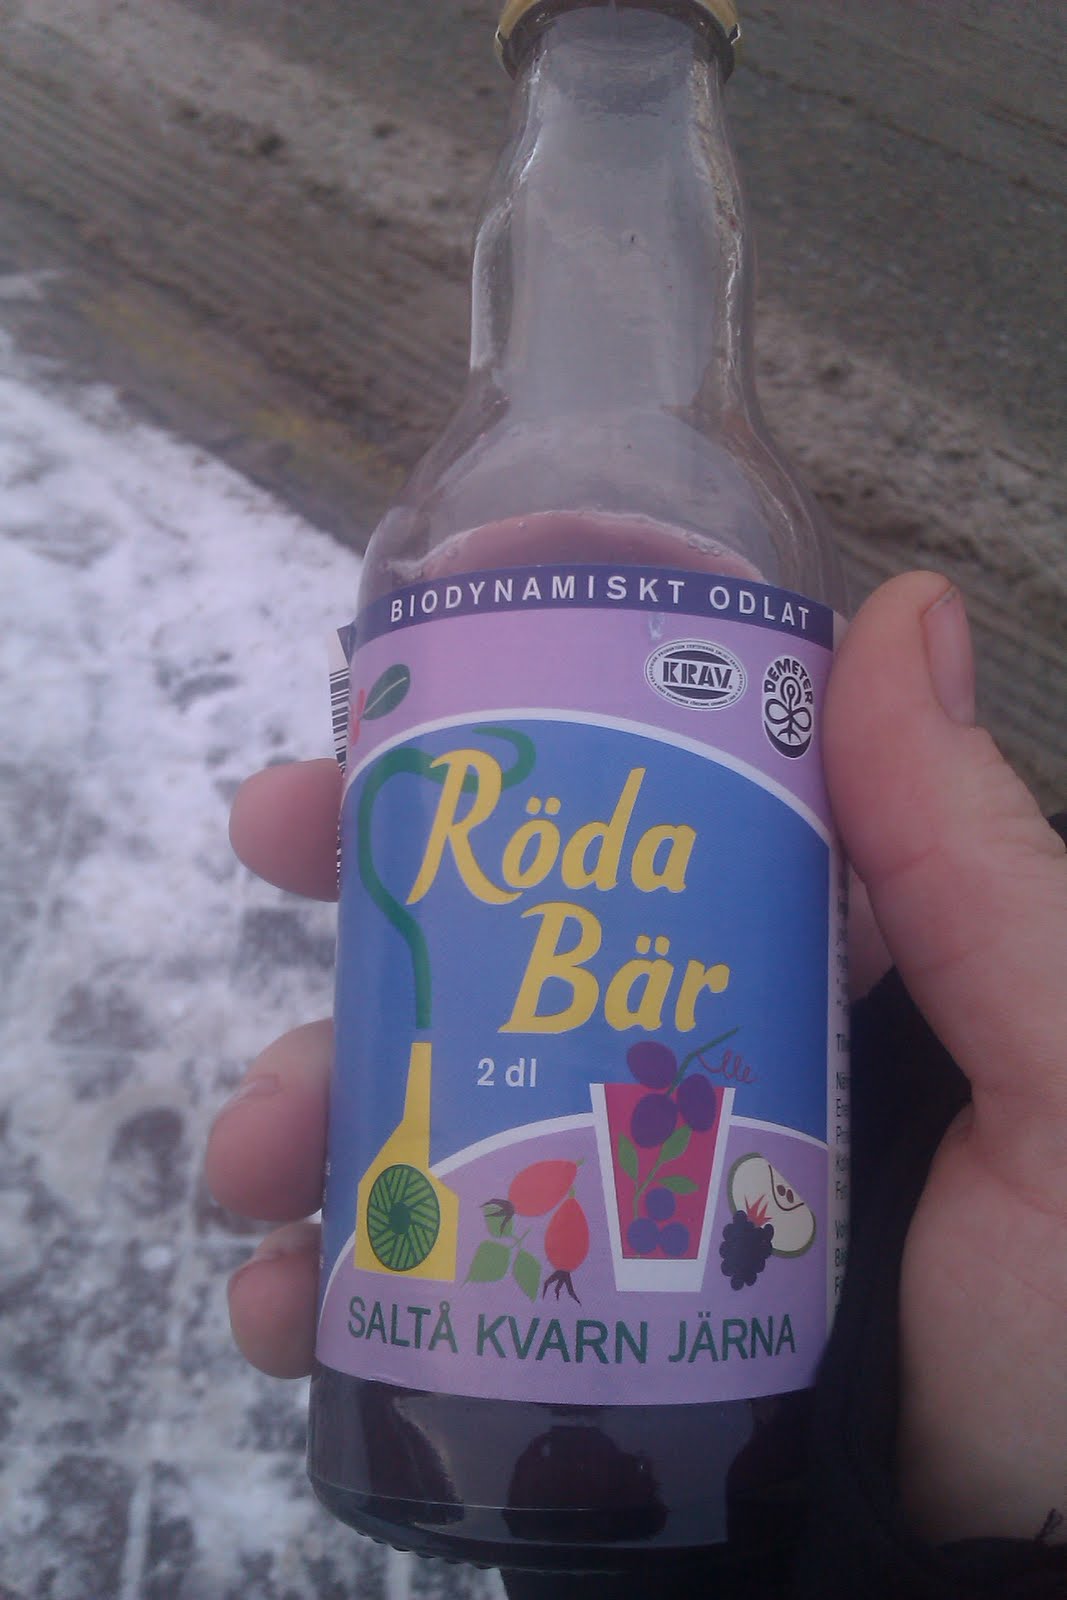 BIODYNAMISKT ODLAT
KRAV
DEMETER
Röda
Bär
2 dl
SALTÅ KVARN JÄRNA